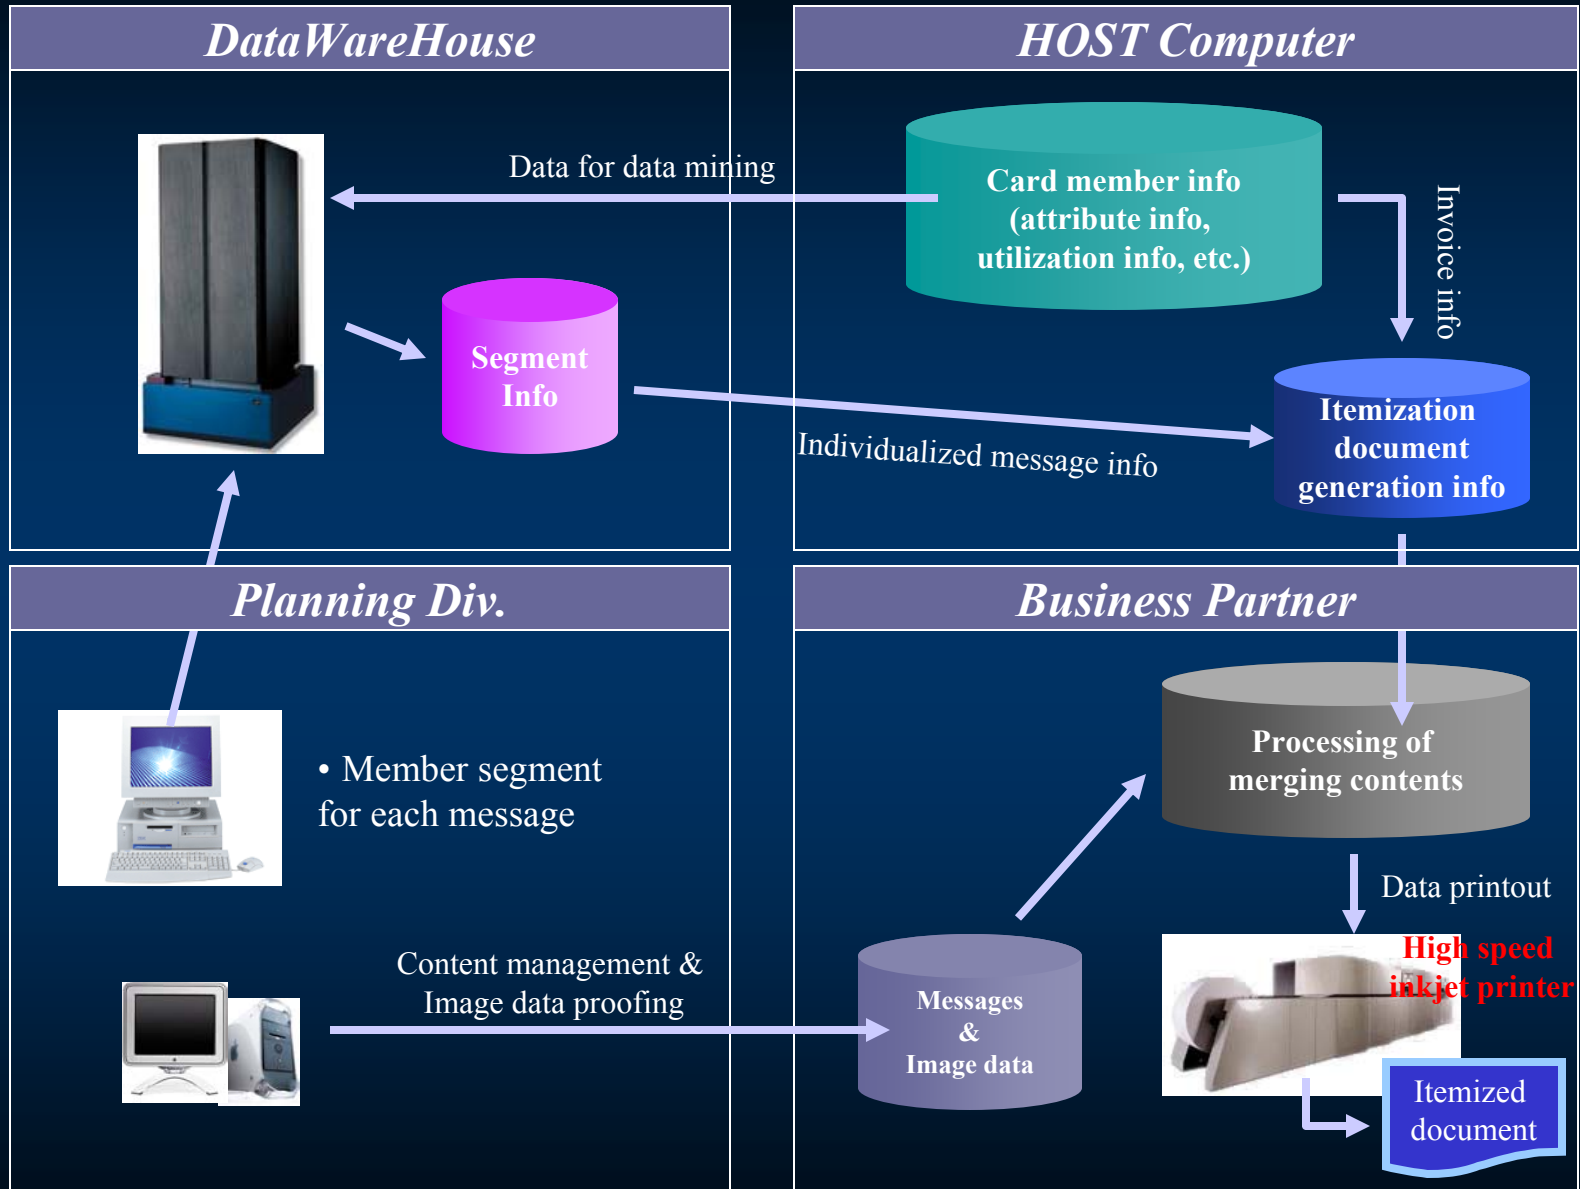 DataWareHouse
HOST Computer
Data for data mining
Card member info
(attribute info,
utilization info, etc.)
Invoice info
Segment
Info
Individualized message info
Itemization
document
generation info
Planning Div.
Business Partner
• Member segment
for each message
Processing of
merging contents
Data printout
Content management &
Image data proofing
Messages
&
Image data
High speed
inkjet printer
Itemized
document